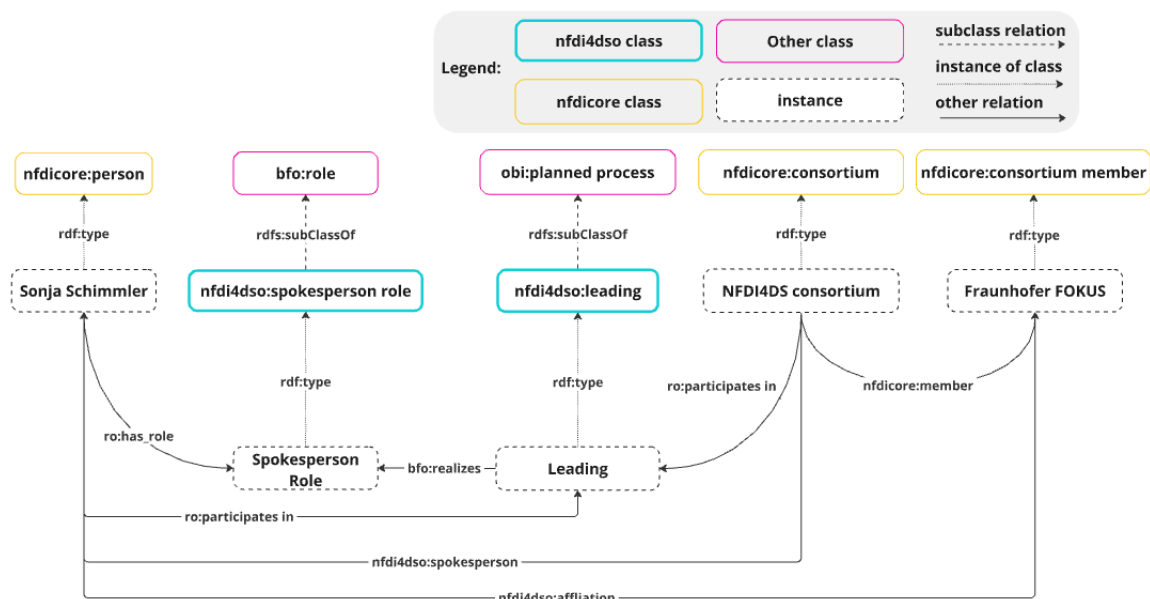 Legend:
nfdi4dso class
Other class
nfdicore class
instance
subclass relation
instance of class
other relation
nfdicore:person
bfo:role
obi:planned process
nfdicore:consortium
nfdicore:consortium member
rdf:type
rdfs:subClassOf
rdfs:subClassOf
rdf:type
rdf:type
Sonja Schimmler
nfdi4dso:spokesperson role
nfdi4dso:leading
NFDI4DS consortium
Fraunhofer FOKUS
rdf:type
rdf:type
ro:participates in
nfdicore:member
ro:has_role
Spokesperson
Role
bfo:realizes
Leading
ro:participates in
nfdi4dso:spokesperson
nfdi4dso:affliation